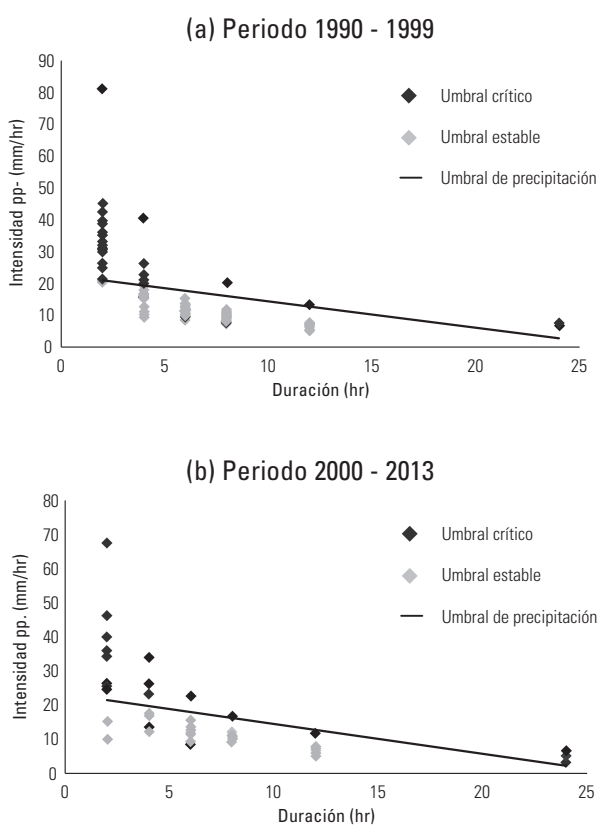 (a) Periodo 1990 - 1999
90
80
70
60
50
40
30
20
10
0
Intensidad pp- (mm/hr)
Umbral crítico
Umbral estable
Umbral de precipitación
0 5 10 15 20 25
Duración (hr)
(b) Periodo 2000 - 2013
80
70
60
50
40
30
20
10
0
Intensidad pp. (mm/hr)
Umbral crítico
Umbral estable
Umbral de precipitación
0 5 10 15 20 25
Duración (hr)